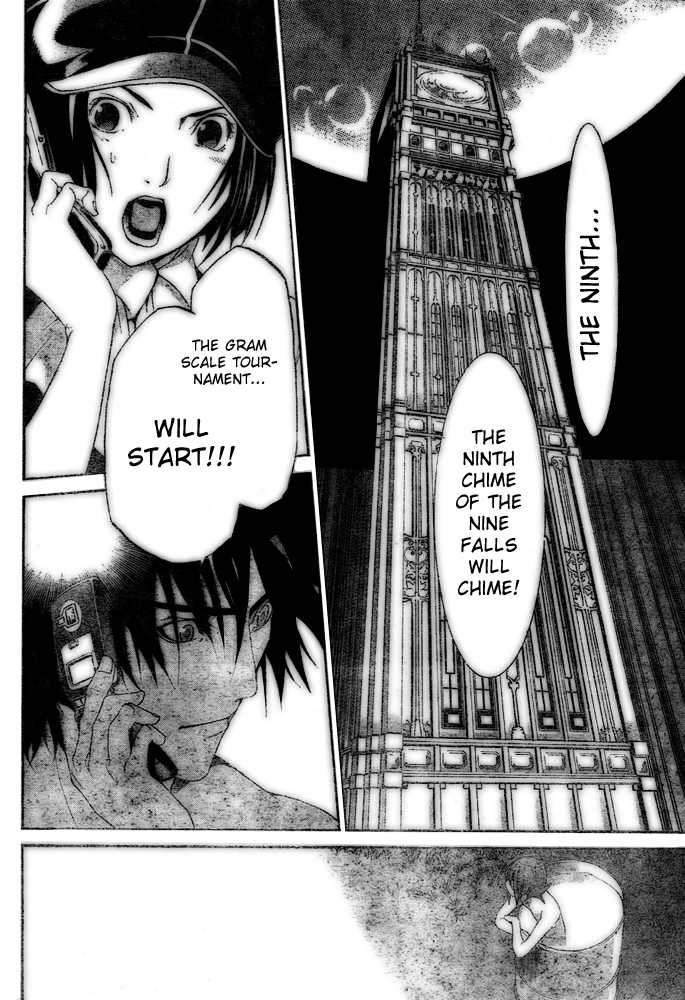 THE NINTH...
THE
NINTH
CHIME
OF THE
NINE
FALLS
WILL
CHIME!
THE GRAM
SCALE TOUR-
NAMENT...
WILL
START!!!